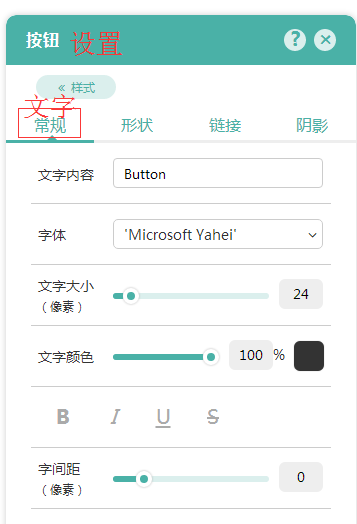 按钮 设置 ?
« 样式
文字
常规 形状 链接 阴影
文字内容 Button
字体 'Microsoft Yahei'
文字大小
（像素） 24
文字颜色 100 %
B I U S
字间距
（像素） 0